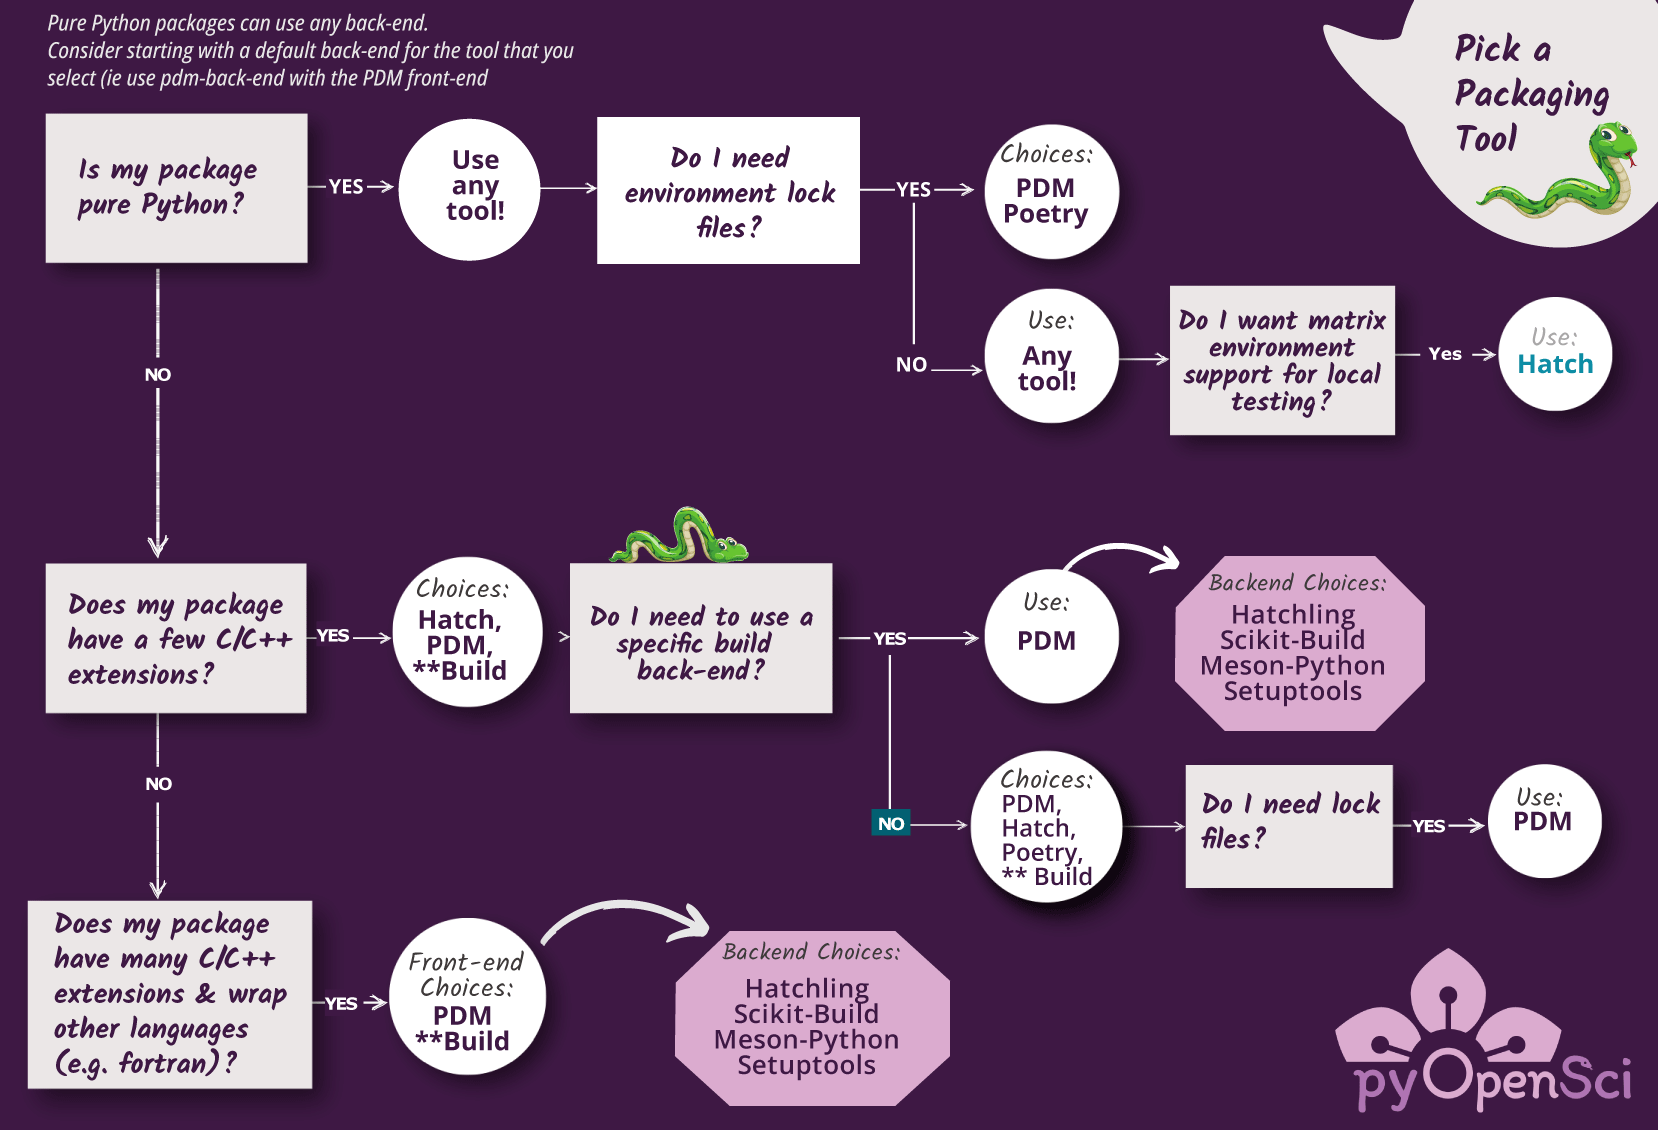 Pure Python packages can use any back-end.
Consider starting with a default back-end for the tool that you
select (ie use pdm-back-end with the PDM front-end
Pick a
Packaging
Tool
Is my package
pure Python?
YES
Use
any
tool!
Do I need
environment lock
files?
YES
Choices:
PDM
Poetry
NO
Use:
Any
tool!
Do I want matrix
environment
support for local
testing?
Yes
Use:
Hatch
NO
Does my package
have a few C/C++
extensions?
YES
Choices:
Hatch,
PDM,
**Build
Do I need to use a
specific build
back-end?
YES
Use:
PDM
Backend Choices:
Hatchling
Scikit-Build
Meson-Python
Setuptools
NO
Choices:
PDM,
Hatch,
Poetry,
** Build
Do I need lock
files?
YES
Use:
PDM
NO
Does my package
have many C/C++
extensions & wrap
other languages
(e.g. fortran)?
YES
Front-end
Choices:
PDM
**Build
Backend Choices:
Hatchling
Scikit-Build
Meson-Python
Setuptools
pyOpenSci